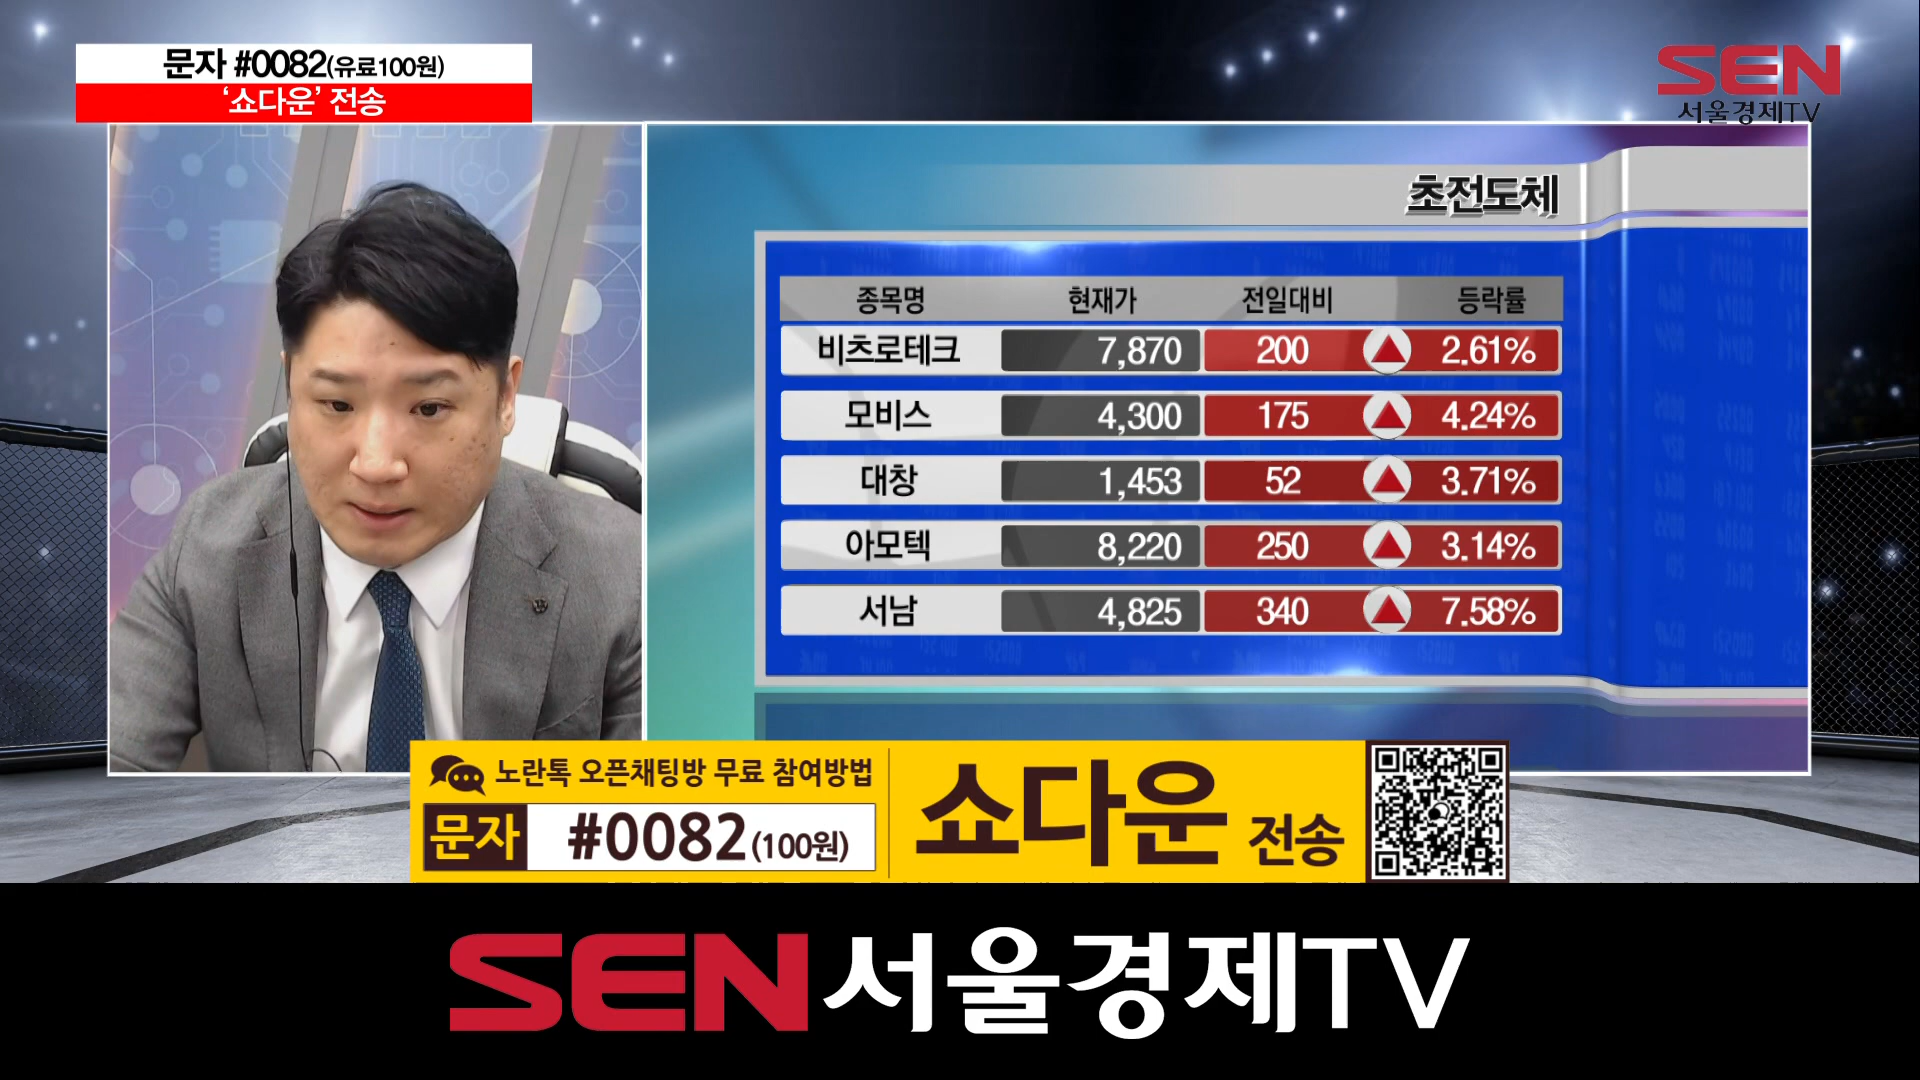 문자 #0082(유료100원)
‘쇼다운’ 전송
SEN
서울경제TV
초전도체
종목명 현재가 전일대비 등락률
비츠로테크 7,870 200 2.61%
모비스 4,300 175 4.24%
대창 1,453 52 3.71%
아모텍 8,220 250 3.14%
서남 4,825 340 7.58%
노란톡 오픈채팅방 무료 참여방법
문자 #0082(100원)
쇼다운 전송
SEN서울경제TV